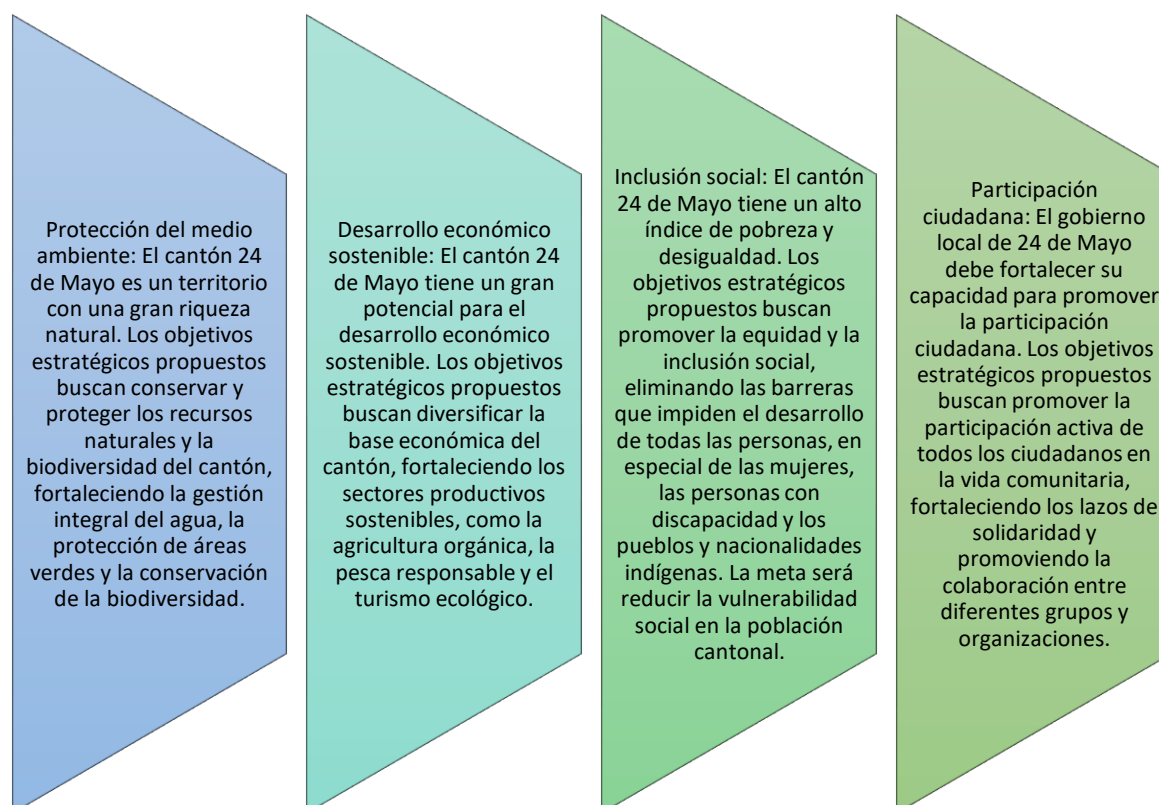 Protección del medio
ambiente: El cantón 24
de Mayo es un territorio
con una gran riqueza
natural. Los objetivos
estratégicos propuestos
buscan conservar y
proteger los recursos
naturales y la
biodiversidad del cantón,
fortaleciendo la gestión
integral del agua, la
protección de áreas
verdes y la conservación
de la biodiversidad.
Desarrollo económico
sostenible: El cantón 24
de Mayo tiene un gran
potencial para el
desarrollo económico
sostenible. Los objetivos
estratégicos propuestos
buscan diversificar la
base económica del
cantón, fortaleciendo los
sectores productivos
sostenibles, como la
agricultura orgánica, la
pesca responsable y el
turismo ecológico.
Inclusión social: El cantón
24 de Mayo tiene un alto
índice de pobreza y
desigualdad. Los
objetivos estratégicos
propuestos buscan
promover la equidad y la
inclusión social,
eliminando las barreras
que impiden el desarrollo
de todas las personas, en
especial de las mujeres,
las personas con
discapacidad y los
pueblos y nacionalidades
indígenas. La meta será
reducir la vulnerabilidad
social en la población
cantonal.
Participación
ciudadana: El gobierno
local de 24 de Mayo
debe fortalecer su
capacidad para promover
la participación
ciudadana. Los objetivos
estratégicos propuestos
buscan promover la
participación activa de
todos los ciudadanos en
la vida comunitaria,
fortaleciendo los lazos de
solidaridad y
promoviendo la
colaboración entre
diferentes grupos y
organizaciones.